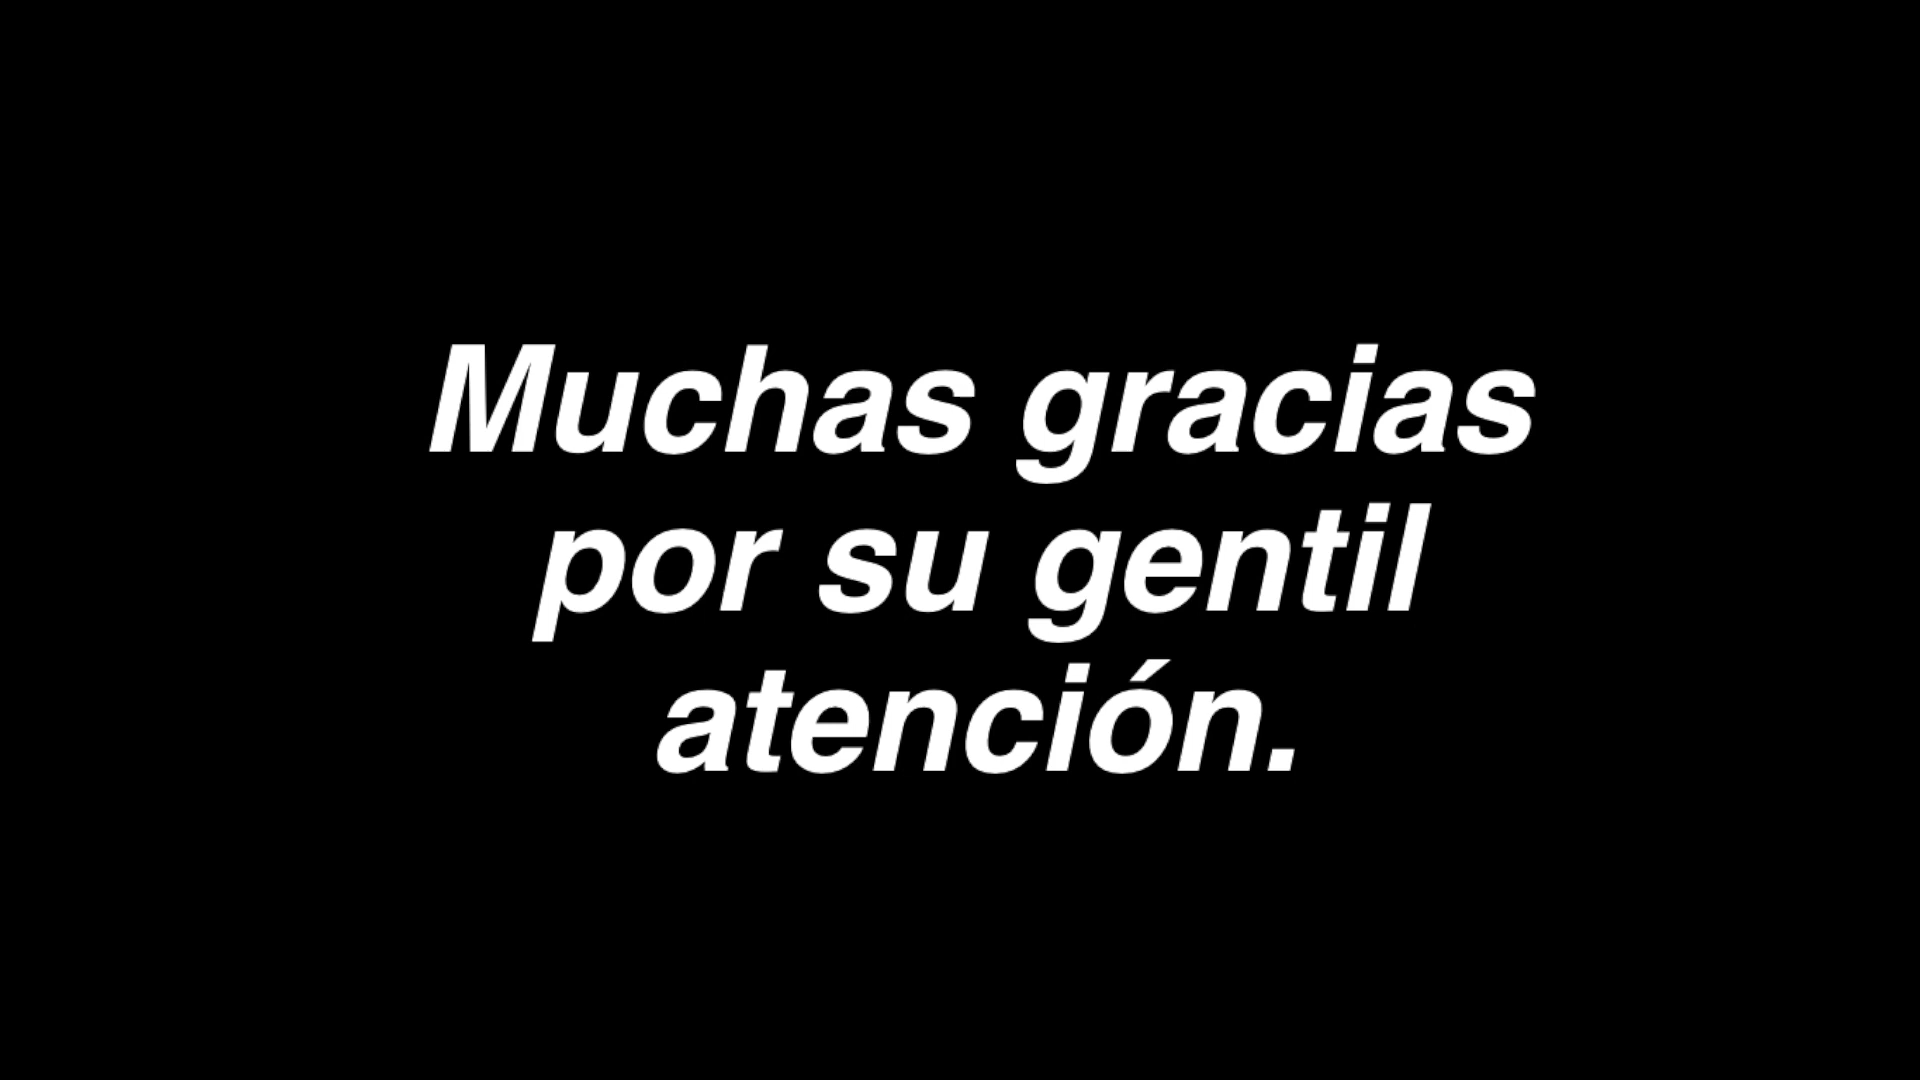 Muchas gracias
por su gentil
atención.